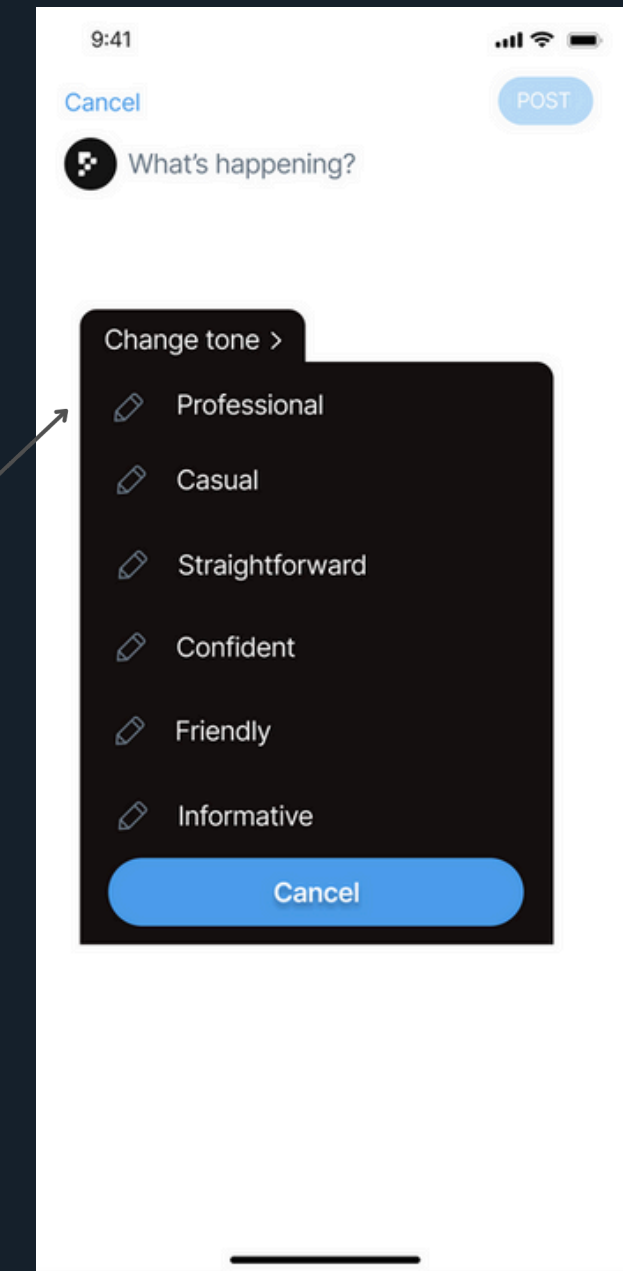 9:41
Cancel
POST
What's happening?
Change tone >
Professional
Casual
Straightforward
Confident
Friendly
Informative
Cancel